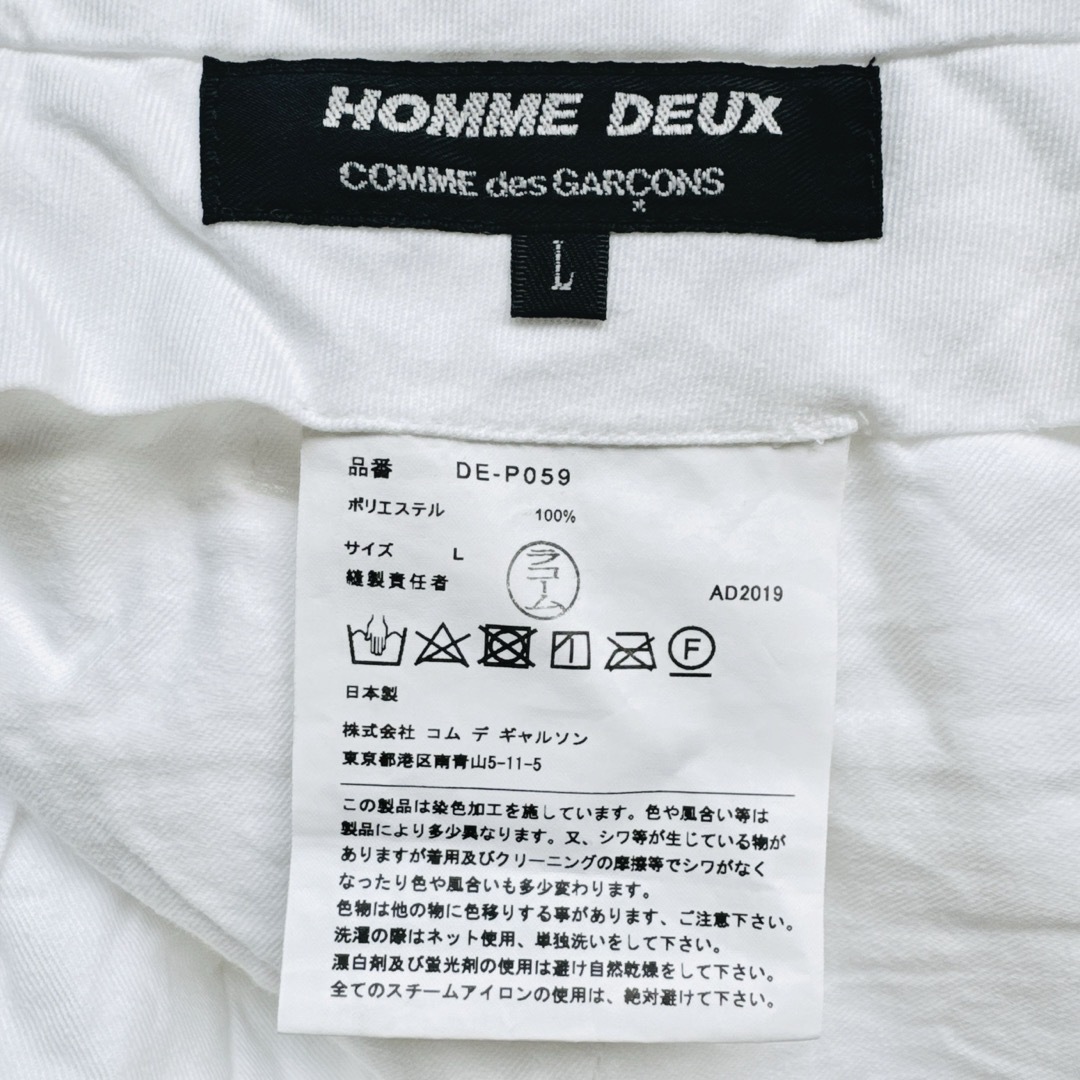 HOMME DEUX
COMME des GARÇONS
L
品番 DE-P059
ポリエステル 100%
サイズ L
縫製責任者 ラコーム AD2019
F
日本製
株式会社 コム デ ギャルソン
東京都港区南青山5-11-5
この製品は染色加工を施しています。色や風合い等は
製品により多少異なります。又、シワ等が生じている物が
ありますが着用及びクリーニングの摩擦等でシワがなく
なったり色や風合いも多少変わります。
色物は他の物に色移りする事があります、ご注意下さい。
洗濯の際はネット使用、単独洗いをして下さい。
漂白剤及び蛍光剤の使用は避け自然乾燥をして下さい。
全てのスチームアイロンの使用は、絶対避けて下さい。